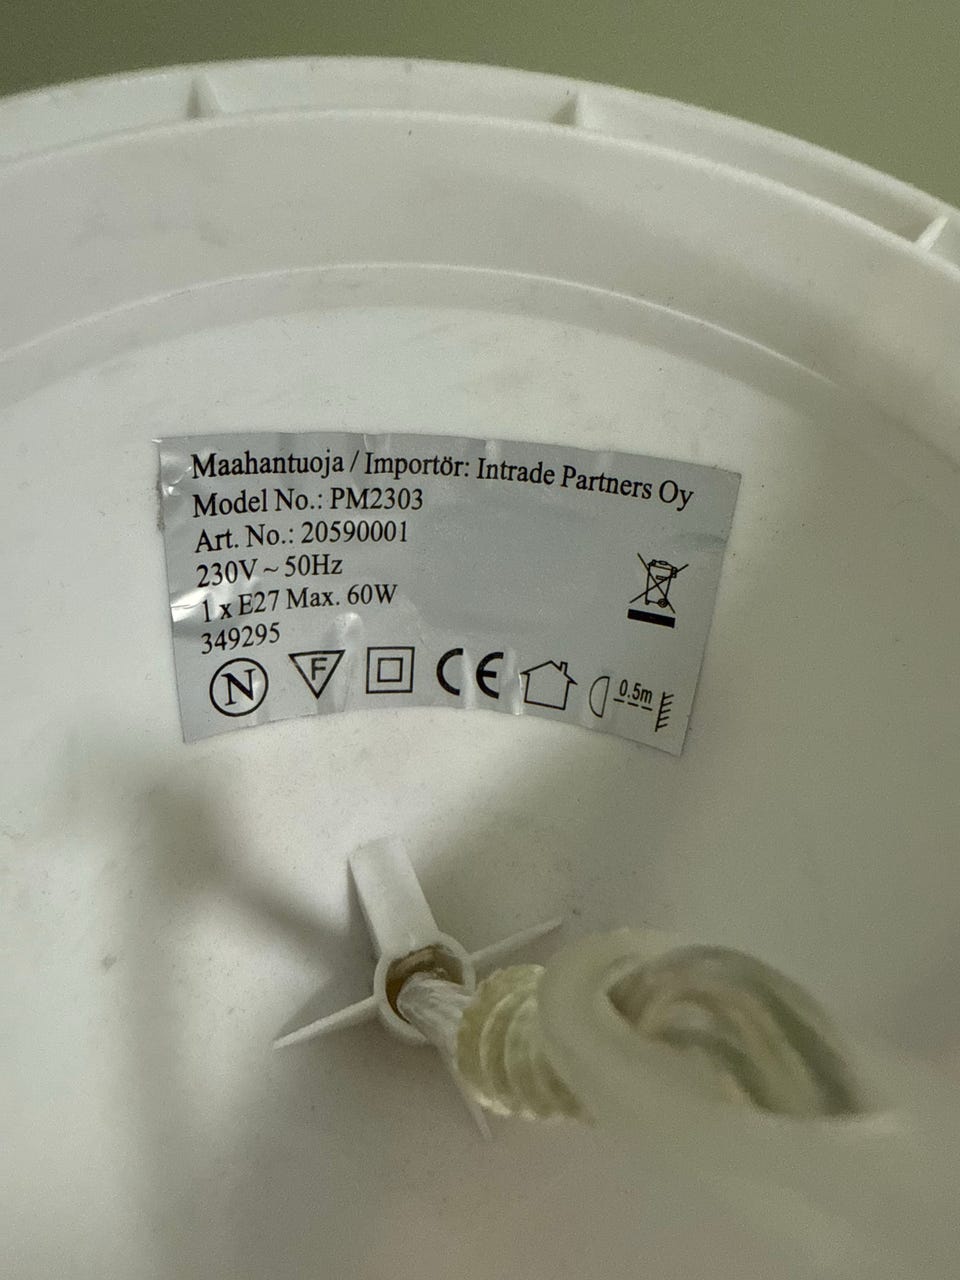 Maahantuoja / Importör: Intrade Partners Oy
Model No.: PM2303
Art. No.: 20590001
230V ~ 50Hz
1 x E27 Max. 60W
349295
N F CE 0.5m